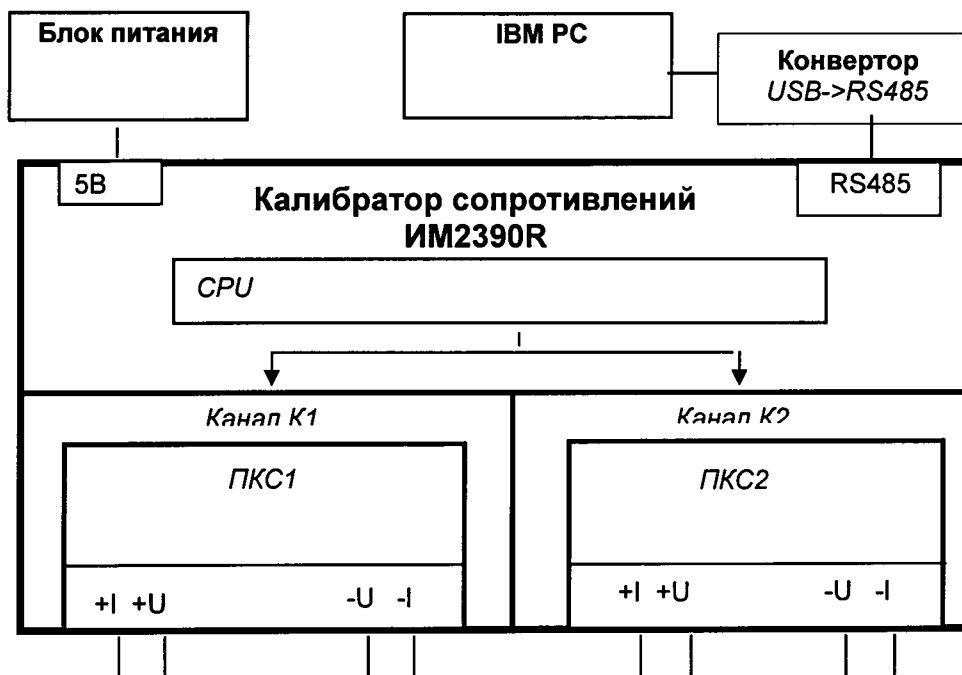 Блок питания
IBM PC
Конвертор
USB->RS485
5В
RS485
Калибратор сопротивлений
ИМ2390R
CPU
Канал К1
Канал К2
ПКС1
ПКС2
+I +U -U -I
+I +U -U -I